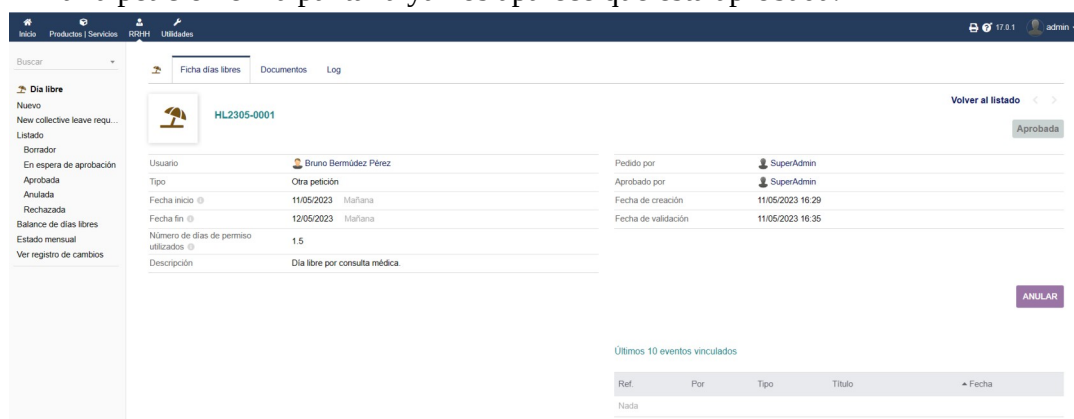 Inicio Productos | Servicios RRHH Utilidades 17.0.1 admin
Buscar
Día libre
Nuevo
New collective leave requ...
Listado
Borrador
En espera de aprobación
Aprobada
Anulada
Rechazada
Balance de días libres
Estado mensual
Ver registro de cambios
Ficha días libres Documentos Log
Volver al listado < >
HL2305-0001
Aprobada
Usuario Bruno Bermúdez Pérez
Tipo Otra petición
Fecha inicio 11/05/2023 Mañana
Fecha fin 12/05/2023 Mañana
Número de días de permiso
utilizados 1.5
Descripción Día libre por consulta médica.
Pedido por SuperAdmin
Aprobado por SuperAdmin
Fecha de creación 11/05/2023 16:29
Fecha de validación 11/05/2023 16:35
ANULAR
Últimos 10 eventos vinculados
Ref. Por Tipo Título Fecha
Nada